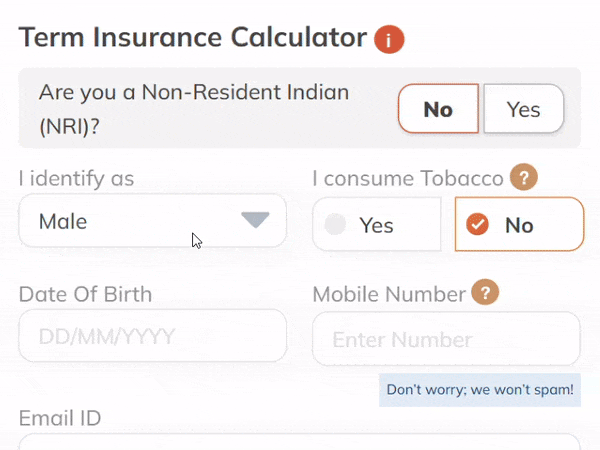 Term Insurance Calculator i
Are you a Non-Resident Indian
(NRI)?
No
Yes
I identify as
I consume Tobacco ?
Male
Yes
No
Date Of Birth
Mobile Number ?
DD/MM/YYYY
Enter Number
Don't worry; we won't spam!
Email ID